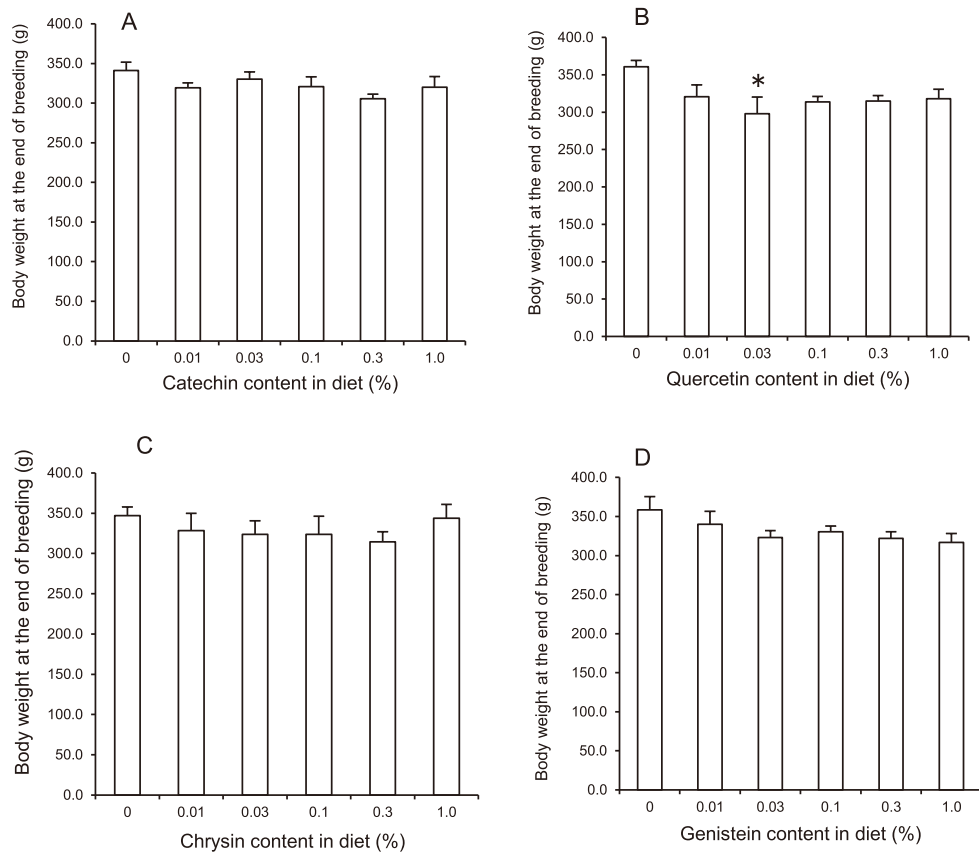 A
Body weight at the end of breeding (g)
400.0
350.0
300.0
250.0
200.0
150.0
100.0
50.0
0.0
0 0.01 0.03 0.1 0.3 1.0
Catechin content in diet (%)
B
Body weight at the end of breeding (g)
400.0
350.0
300.0
250.0
200.0
150.0
100.0
50.0
0.0
*
0 0.01 0.03 0.1 0.3 1.0
Quercetin content in diet (%)
C
Body weight at the end of breeding (g)
400.0
350.0
300.0
250.0
200.0
150.0
100.0
50.0
0.0
0 0.01 0.03 0.1 0.3 1.0
Chrysin content in diet (%)
D
Body weight at the end of breeding (g)
400.0
350.0
300.0
250.0
200.0
150.0
100.0
50.0
0.0
0 0.01 0.03 0.1 0.3 1.0
Genistein content in diet (%)